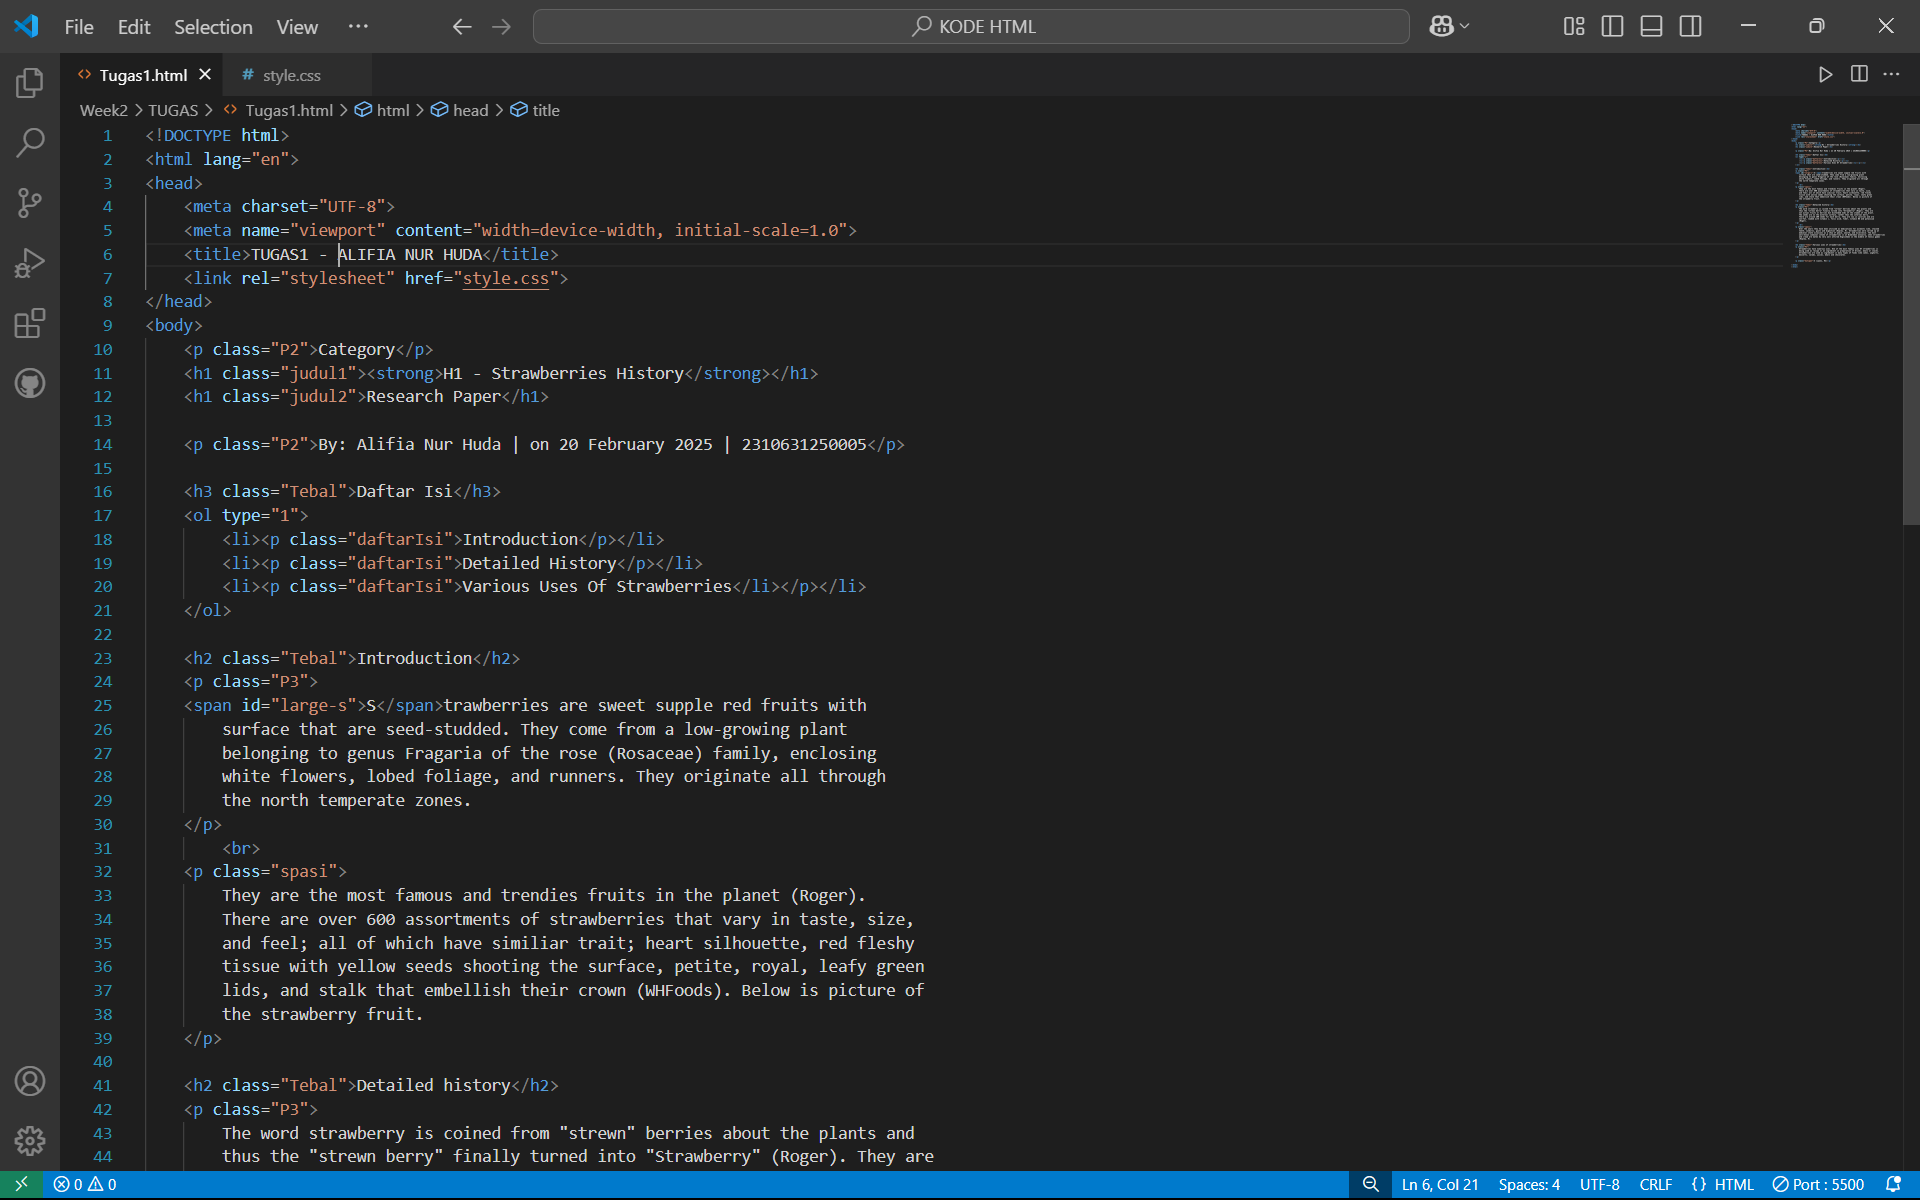 File Edit Selection View ··· KODE HTML
Tugas1.html # style.css
Week2 > TUGAS > Tugas1.html > html > head > title
1 <!DOCTYPE html>
2 <html lang="en">
3 <head>
4 <meta charset="UTF-8">
5 <meta name="viewport" content="width=device-width, initial-scale=1.0">
6 <title>TUGAS1 - ALIFIA NUR HUDA</title>
7 <link rel="stylesheet" href="style.css">
8 </head>
9 <body>
10 <p class="P2">Category</p>
11 <h1 class="judul1"><strong>H1 - Strawberries History</strong></h1>
12 <h1 class="judul2">Research Paper</h1>
13
14 <p class="P2">By: Alifia Nur Huda | on 20 February 2025 | 2310631250005</p>
15
16 <h3 class="Tebal">Daftar Isi</h3>
17 <ol type="1">
18 <li><p class="daftarIsi">Introduction</p></li>
19 <li><p class="daftarIsi">Detailed History</p></li>
20 <li><p class="daftarIsi">Various Uses Of Strawberries</li></p></li>
21 </ol>
22
23 <h2 class="Tebal">Introduction</h2>
24 <p class="P3">
25 <span id="large-s">S</span>trawberries are sweet supple red fruits with
26 surface that are seed-studded. They come from a low-growing plant
27 belonging to genus Fragaria of the rose (Rosaceae) family, enclosing
28 white flowers, lobed foliage, and runners. They originate all through
29 the north temperate zones.
30 </p>
31 <br>
32 <p class="spasi">
33 They are the most famous and trendies fruits in the planet (Roger).
34 There are over 600 assortments of strawberries that vary in taste, size,
35 and feel; all of which have similiar trait; heart silhouette, red fleshy
36 tissue with yellow seeds shooting the surface, petite, royal, leafy green
37 lids, and stalk that embellish their crown (WHFoods). Below is picture of
38 the strawberry fruit.
39 </p>
40
41 <h2 class="Tebal">Detailed history</h2>
42 <p class="P3">
43 The word strawberry is coined from "strewn" berries about the plants and
44 thus the "strewn berry" finally turned into "Strawberry" (Roger). They are
0 0 Ln 6, Col 21 Spaces: 4 UTF-8 CRLF {} HTML Port : 5500